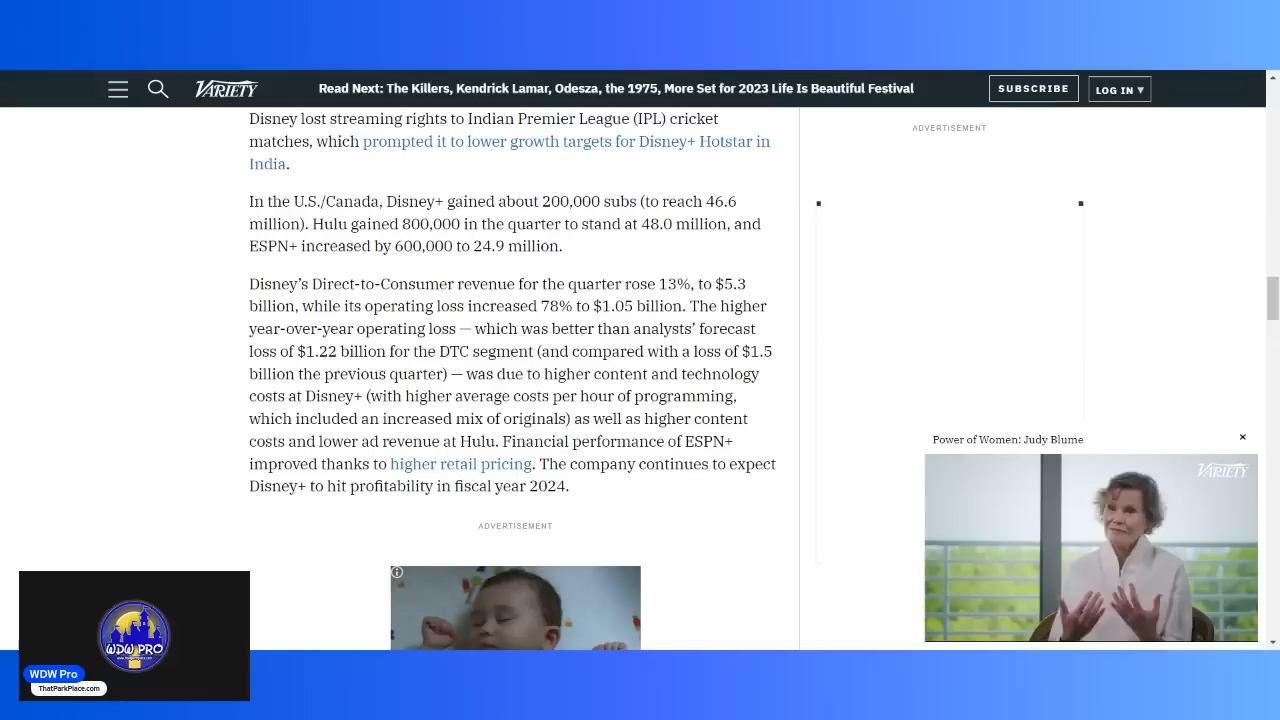 VARIETY
Read Next: The Killers, Kendrick Lamar, Odesza, the 1975, More Set for 2023 Life Is Beautiful Festival
SUBSCRIBE
LOG IN ▾
Disney lost streaming rights to Indian Premier League (IPL) cricket
matches, which prompted it to lower growth targets for Disney+ Hotstar in
India.
In the U.S./Canada, Disney+ gained about 200,000 subs (to reach 46.6
million). Hulu gained 800,000 in the quarter to stand at 48.0 million, and
ESPN+ increased by 600,000 to 24.9 million.
Disney’s Direct-to-Consumer revenue for the quarter rose 13%, to $5.3
billion, while its operating loss increased 78% to $1.05 billion. The higher
year-over-year operating loss — which was better than analysts’ forecast
loss of $1.22 billion for the DTC segment (and compared with a loss of $1.5
billion the previous quarter) — was due to higher content and technology
costs at Disney+ (with higher average costs per hour of programming,
which included an increased mix of originals) as well as higher content
costs and lower ad revenue at Hulu. Financial performance of ESPN+
improved thanks to higher retail pricing. The company continues to expect
Disney+ to hit profitability in fiscal year 2024.
ADVERTISEMENT
ADVERTISEMENT
Power of Women: Judy Blume
VARIETY
WDW PRO
WDW Pro
ThatParkPlace.com